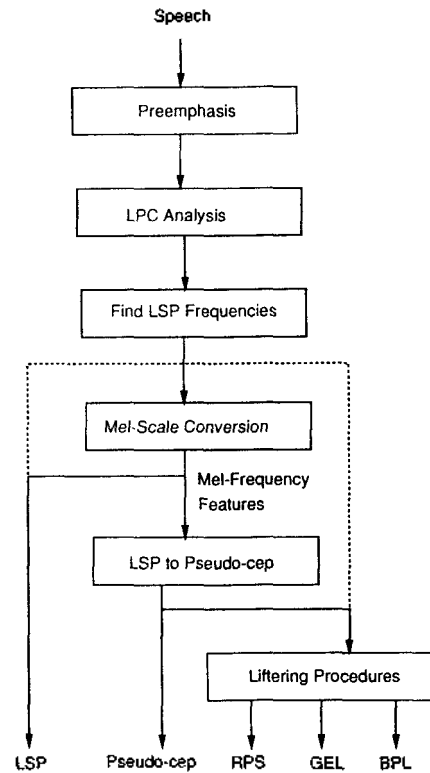 Speech
Preemphasis
LPC Analysis
Find LSP Frequencies
Mel-Scale Conversion
Mel-Frequency
Features
LSP to Pseudo-cep
Liftering Procedures
LSP Pseudo-cep RPS GEL BPL